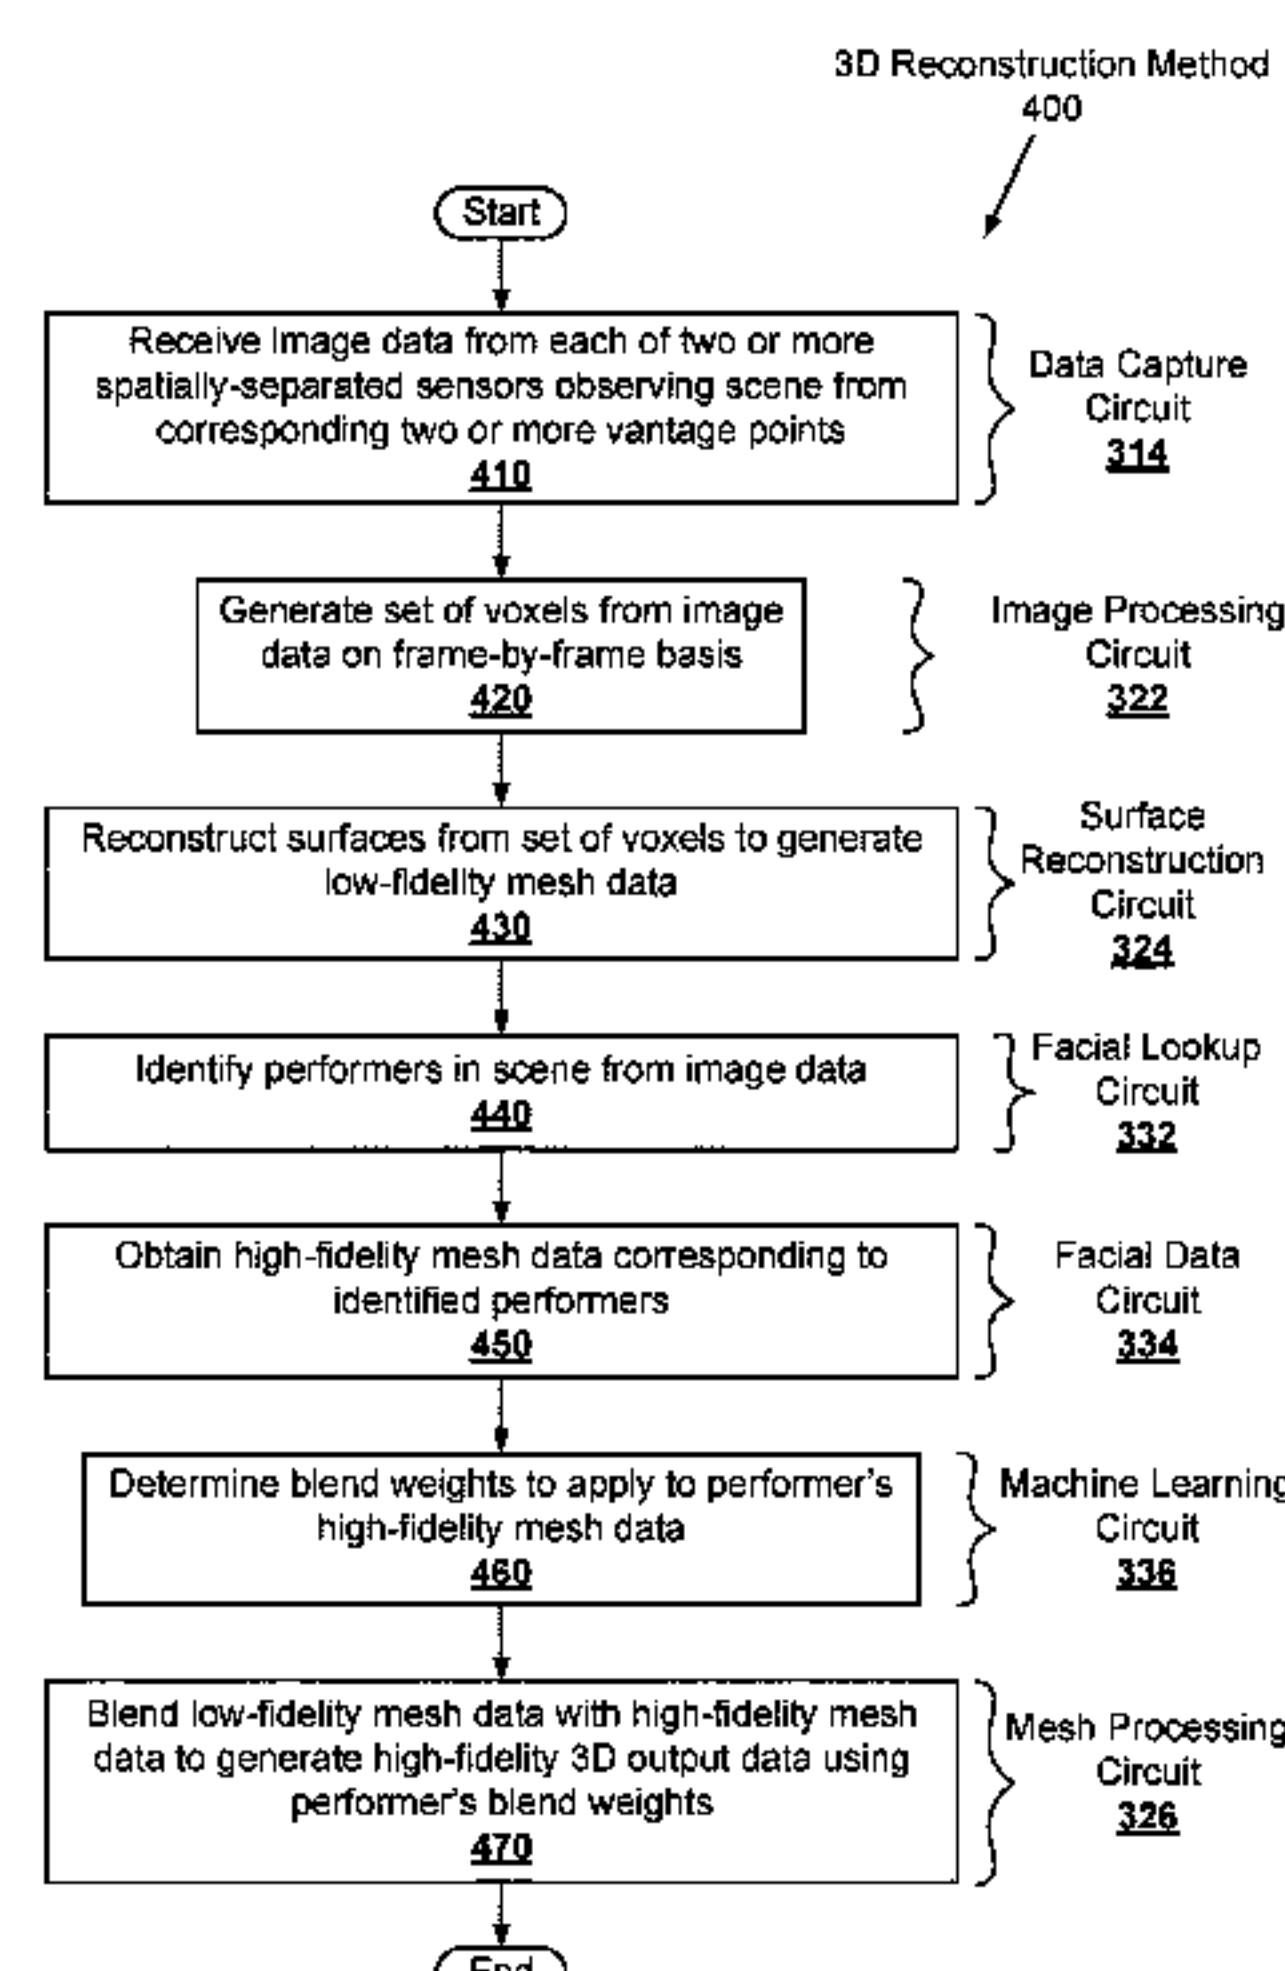 3D Reconstruction Method
400
Start
Receive Image data from each of two or more
spatially-separated sensors observing scene from
corresponding two or more vantage points
410
Data Capture
Circuit
314
Generate set of voxels from image
data on frame-by-frame basis
420
Image Processing
Circuit
322
Reconstruct surfaces from set of voxels to generate
low-fidelity mesh data
430
Surface
Reconstruction
Circuit
324
Identify performers in scene from image data
440
Facial Lookup
Circuit
332
Obtain high-fidelity mesh data corresponding to
identified performers
450
Facial Data
Circuit
334
Determine blend weights to apply to performer's
high-fidelity mesh data
460
Machine Learning
Circuit
336
Blend low-fidelity mesh data with high-fidelity mesh
data to generate high-fidelity 3D output data using
performer's blend weights
470
Mesh Processing
Circuit
326
End